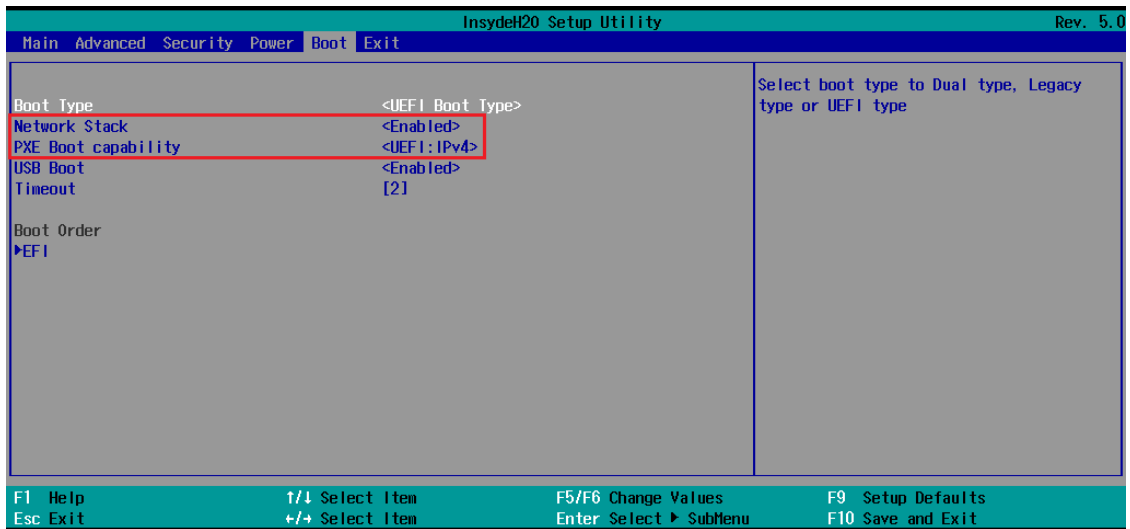 InsydeH20 Setup Utility Rev. 5.0
Main Advanced Security Power Boot Exit
Boot Type <UEFI Boot Type>
Network Stack <Enabled>
PXE Boot capability <UEFI:IPv4>
USB Boot <Enabled>
Timeout [2]
Boot Order
▶EFI
Select boot type to Dual type, Legacy
type or UEFI type
F1 Help ↑/↓ Select Item F5/F6 Change Values F9 Setup Defaults
Esc Exit ←/→ Select Item Enter Select ▶ SubMenu F10 Save and Exit